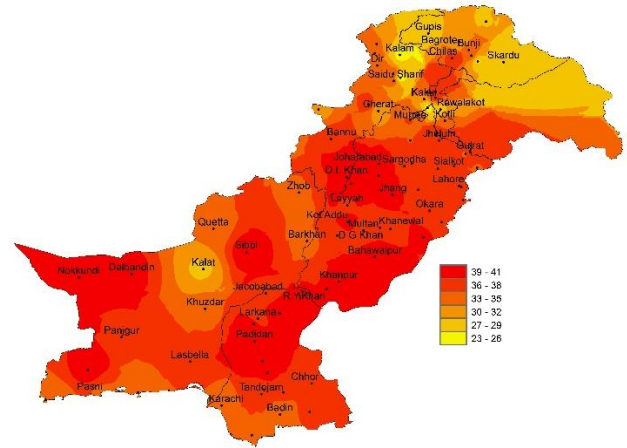 Gupis
Bagrote
Bunji
Kalam
Chilas
Skardu
Dir
Saidu Sharif
Kakul
Rawalakot
Gherat
Murree
Kotli
Bannu
Jhelum
Gujrat
Joharabad
Sargodha
Sialkot
D.I. Khan
Lahore
Zhob
Jhang
Layyah
Okara
Quetta
Kot Addu
Multan
Khanewal
Barkhan
D G Khan
Sibbi
Bahawalpur
Kalat
Nokkundi
Dalbandin
Khanpur
Jacobabad
R Y Khan
Khuzdar
Larkana
Panjgur
Padidan
Lasbella
Chhor
Pasni
Tandojam
Karachi
Badin
39 - 41
36 - 38
33 - 35
30 - 32
27 - 29
23 - 26